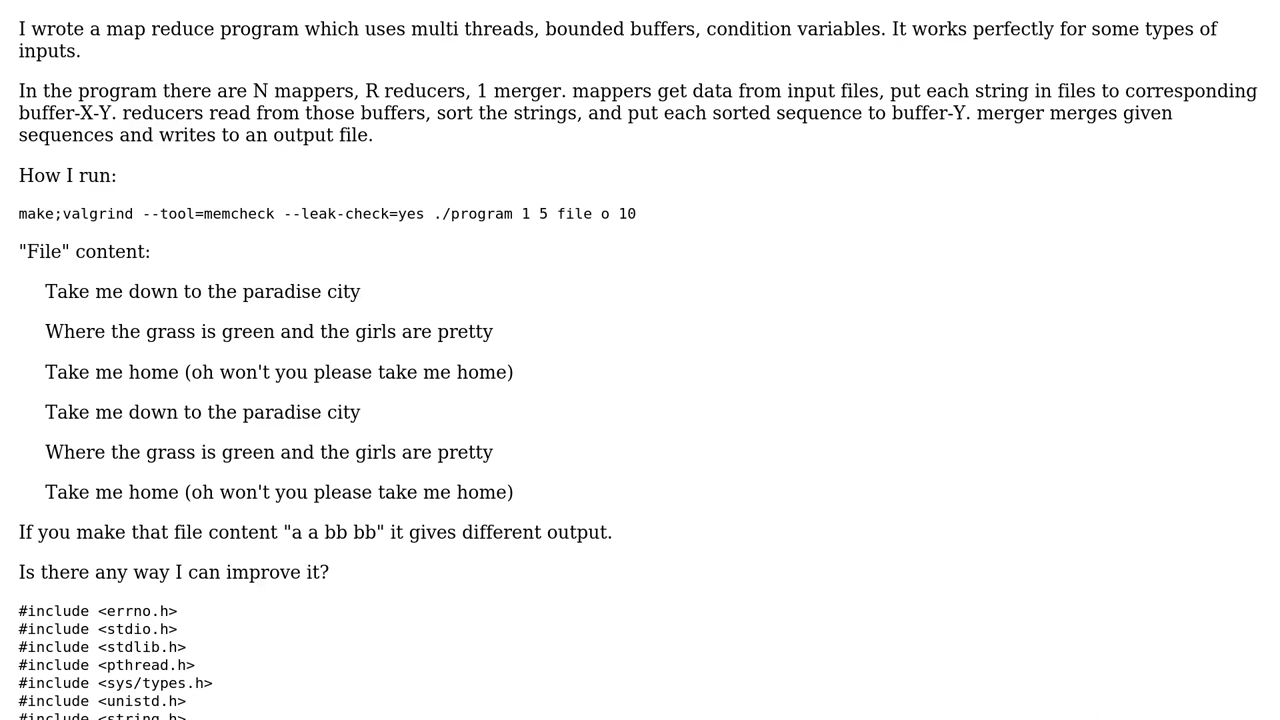 I wrote a map reduce program which uses multi threads, bounded buffers, condition variables. It works perfectly for some types of
inputs.
In the program there are N mappers, R reducers, 1 merger. mappers get data from input files, put each string in files to corresponding
buffer-X-Y. reducers read from those buffers, sort the strings, and put each sorted sequence to buffer-Y. merger merges given
sequences and writes to an output file.
How I run:
make;valgrind --tool=memcheck --leak-check=yes ./program 1 5 file o 10
"File" content:
Take me down to the paradise city
Where the grass is green and the girls are pretty
Take me home (oh won't you please take me home)
Take me down to the paradise city
Where the grass is green and the girls are pretty
Take me home (oh won't you please take me home)
If you make that file content "a a bb bb" it gives different output.
Is there any way I can improve it?
#include <errno.h>
#include <stdio.h>
#include <stdlib.h>
#include <pthread.h>
#include <sys/types.h>
#include <unistd.h>
#include <string.h>